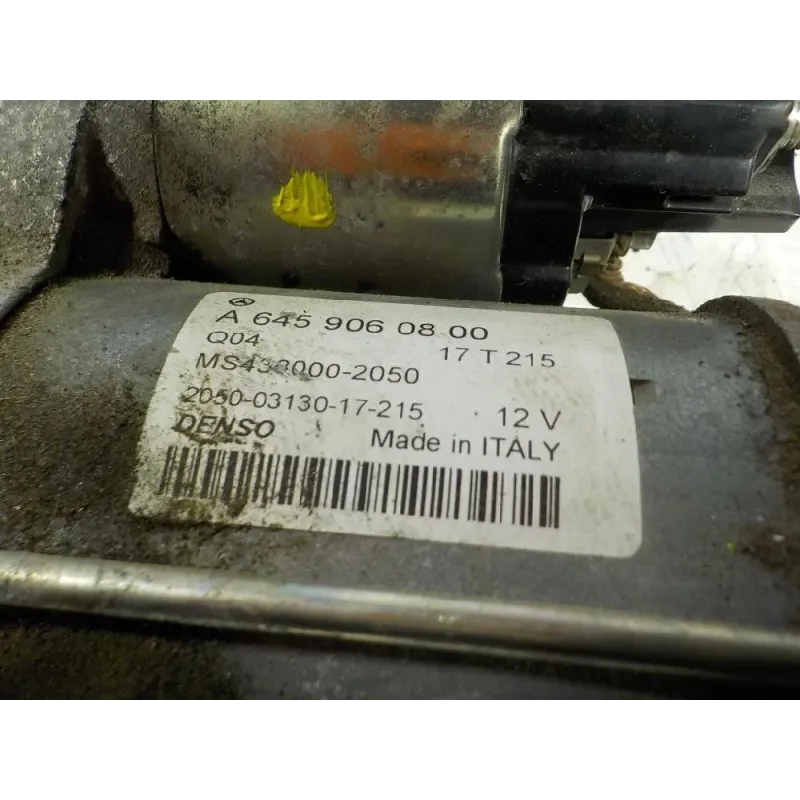 A 645 906 08 00
Q04 17 T 215
MS438000-2050
2050-03130-17-215 12 V
DENSO Made in ITALY